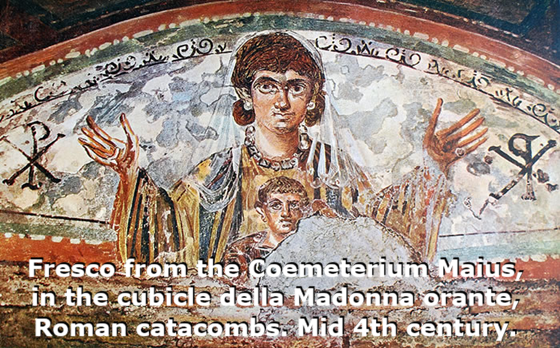 Fresco from the Coemeterium Maius,
in the cubicle della Madonna orante,
Roman catacombs. Mid 4th century.